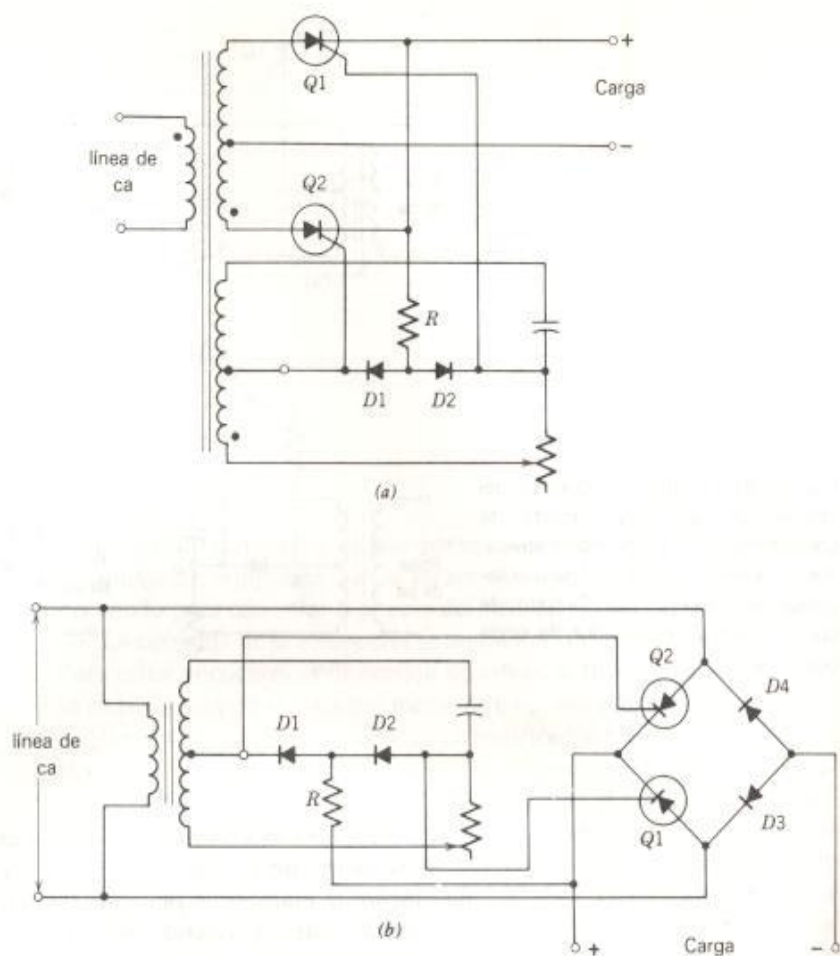 +
Q1
Carga
línea de
ca
−
Q2
R
D1
D2
(a)
Q2
D4
D1
D2
línea de
ca
R
Q1
D3
(b)
+
Carga
−